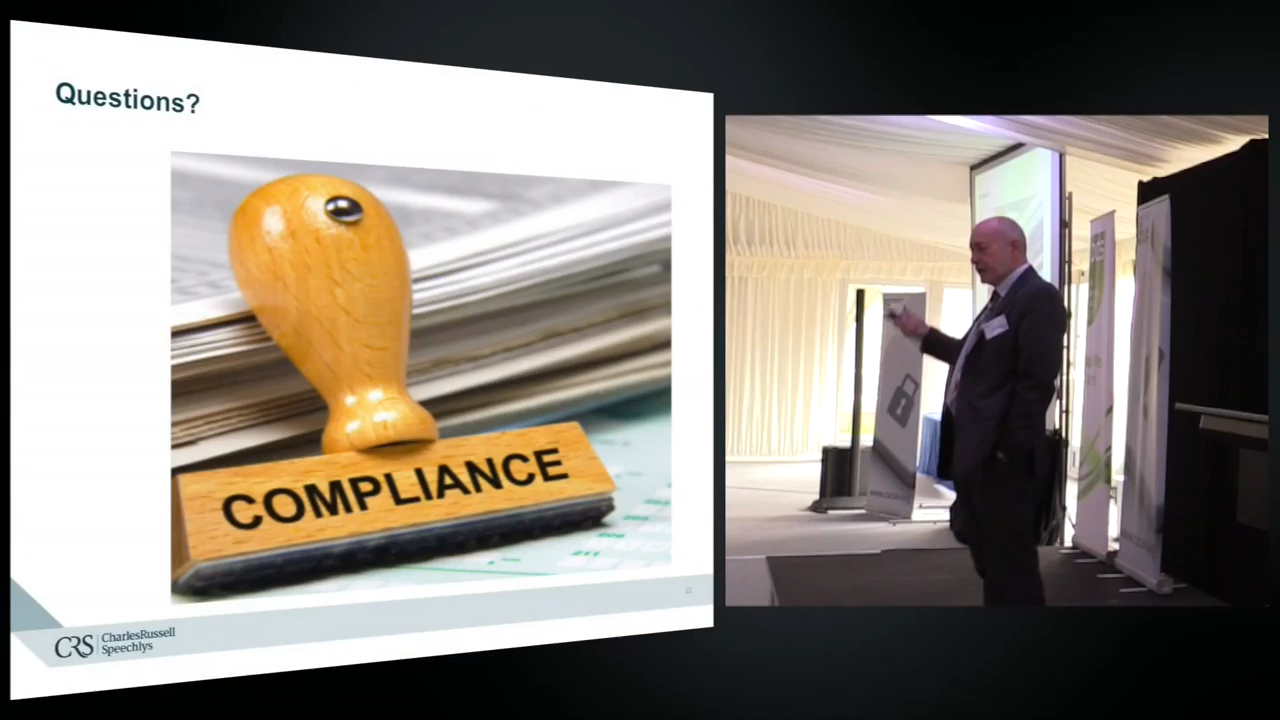 Questions?
COMPLIANCE
CRS
CharlesRussell
Speechlys